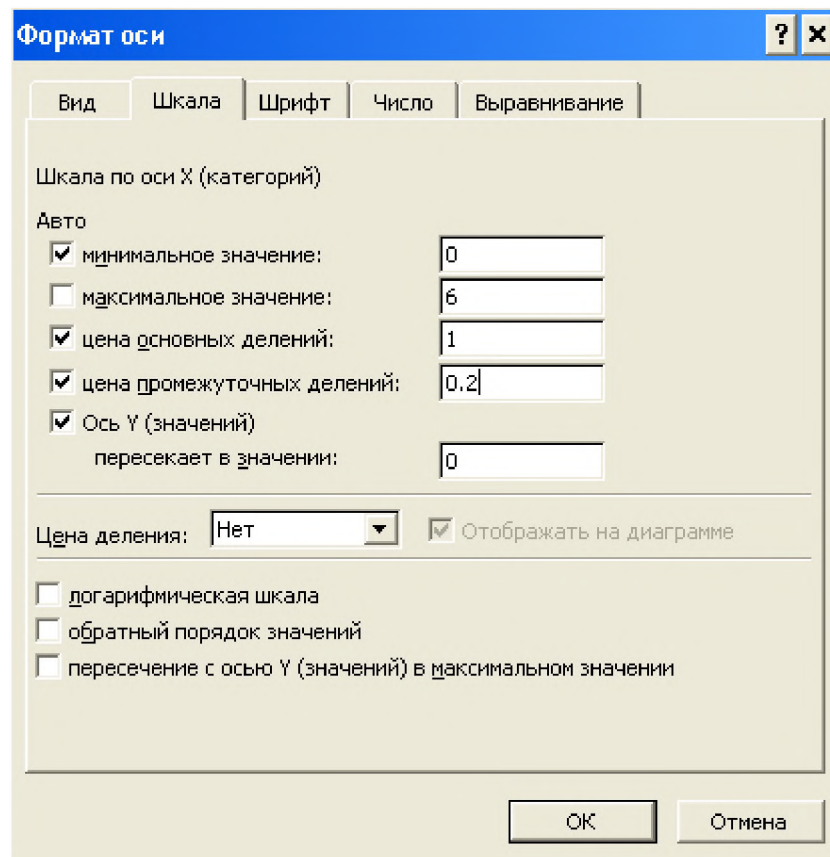 Формат оси
Вид Шкала Шрифт Число Выравнивание
Шкала по оси X (категорий)
Авто
минимальное значение: 0
максимальное значение: 6
цена основных делений: 1
цена промежуточных делений: 0.2
Ось Y (значений)
пересекает в значении: 0
Цена деления: Нет Отображать на диаграмме
логарифмическая шкала
обратный порядок значений
пересечение с осью Y (значений) в максимальном значении
ОК Отмена